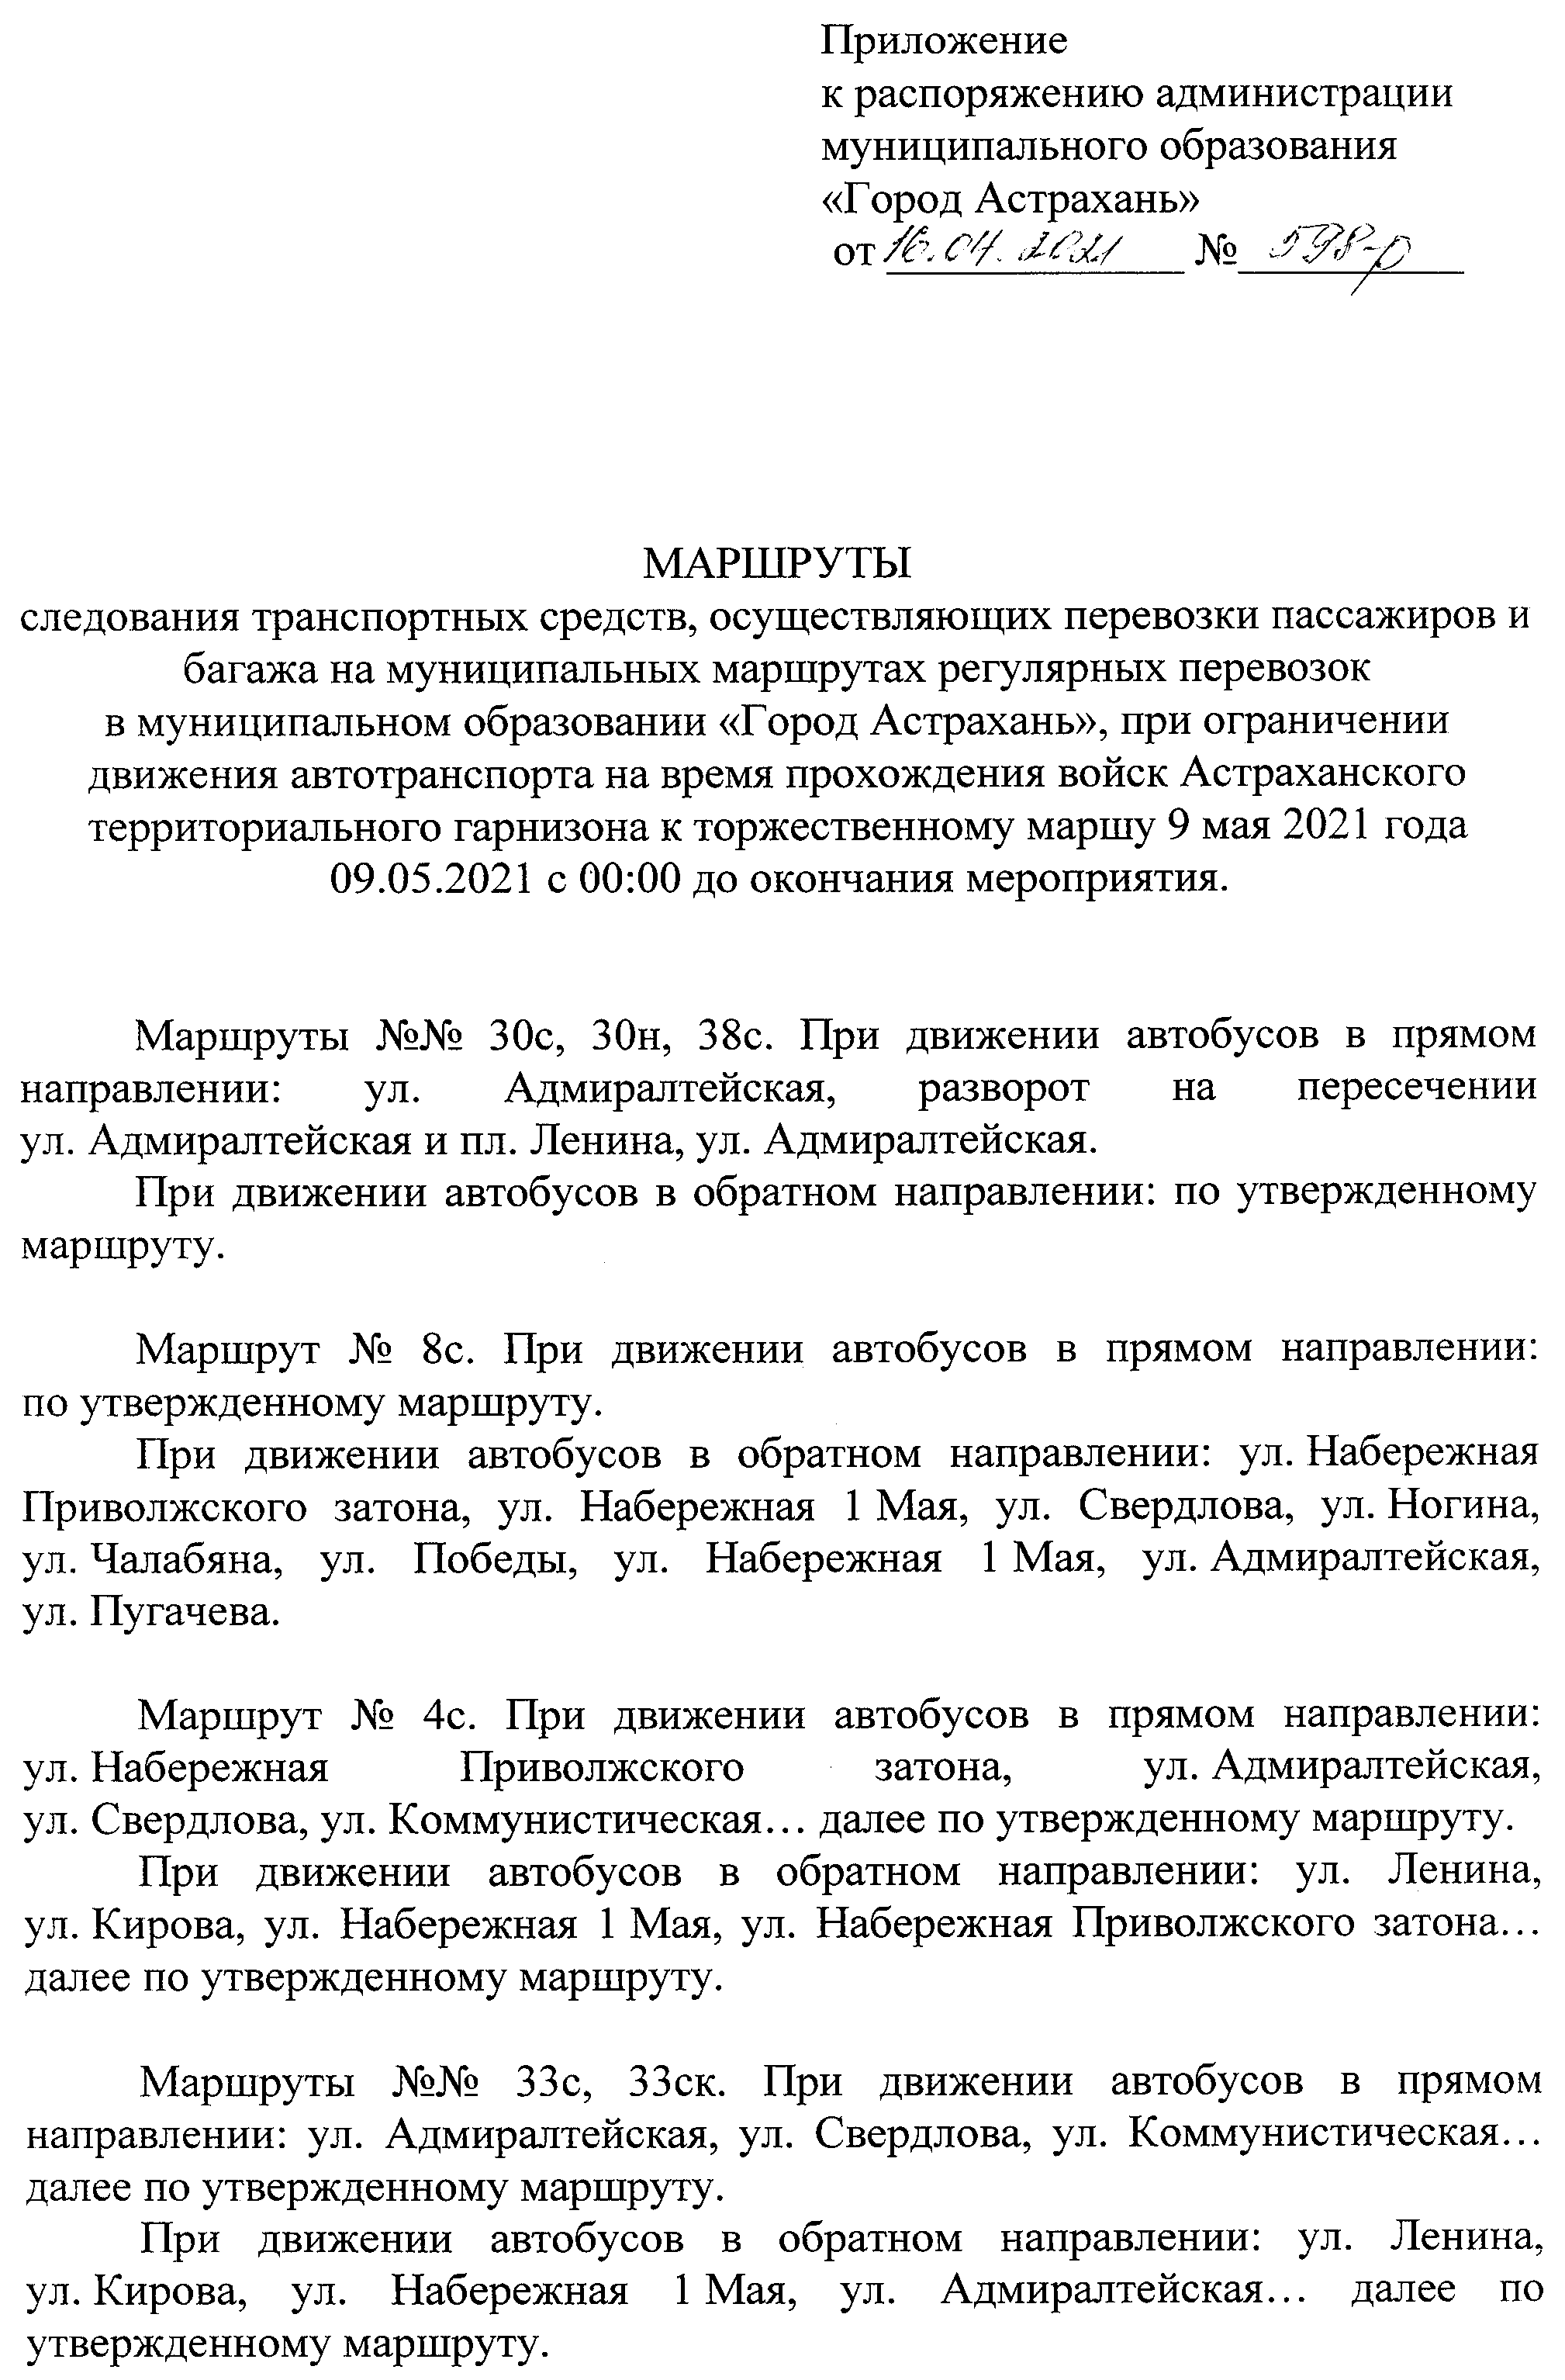 Приложение
к распоряжению администрации
муниципального образования
«Город Астрахань»
от 16.04.2021 № 598-р
МАРШРУТЫ
следования транспортных средств, осуществляющих перевозки пассажиров и
багажа на муниципальных маршрутах регулярных перевозок
в муниципальном образовании «Город Астрахань», при ограничении
движения автотранспорта на время прохождения войск Астраханского
территориального гарнизона к торжественному маршу 9 мая 2021 года
09.05.2021 с 00:00 до окончания мероприятия.
Маршруты №№ 30с, 30н, 38с. При движении автобусов в прямом
направлении: ул. Адмиралтейская, разворот на пересечении
ул. Адмиралтейская и пл. Ленина, ул. Адмиралтейская.
При движении автобусов в обратном направлении: по утвержденному
маршруту.
Маршрут № 8с. При движении автобусов в прямом направлении:
по утвержденному маршруту.
При движении автобусов в обратном направлении: ул. Набережная
Приволжского затона, ул. Набережная 1 Мая, ул. Свердлова, ул. Ногина,
ул. Чалабяна, ул. Победы, ул. Набережная 1 Мая, ул. Адмиралтейская,
ул. Пугачева.
Маршрут № 4с. При движении автобусов в прямом направлении:
ул. Набережная Приволжского затона, ул. Адмиралтейская,
ул. Свердлова, ул. Коммунистическая… далее по утвержденному маршруту.
При движении автобусов в обратном направлении: ул. Ленина,
ул. Кирова, ул. Набережная 1 Мая, ул. Набережная Приволжского затона…
далее по утвержденному маршруту.
Маршруты №№ 33с, 33ск. При движении автобусов в прямом
направлении: ул. Адмиралтейская, ул. Свердлова, ул. Коммунистическая…
далее по утвержденному маршруту.
При движении автобусов в обратном направлении: ул. Ленина,
ул. Кирова, ул. Набережная 1 Мая, ул. Адмиралтейская… далее по
утвержденному маршруту.